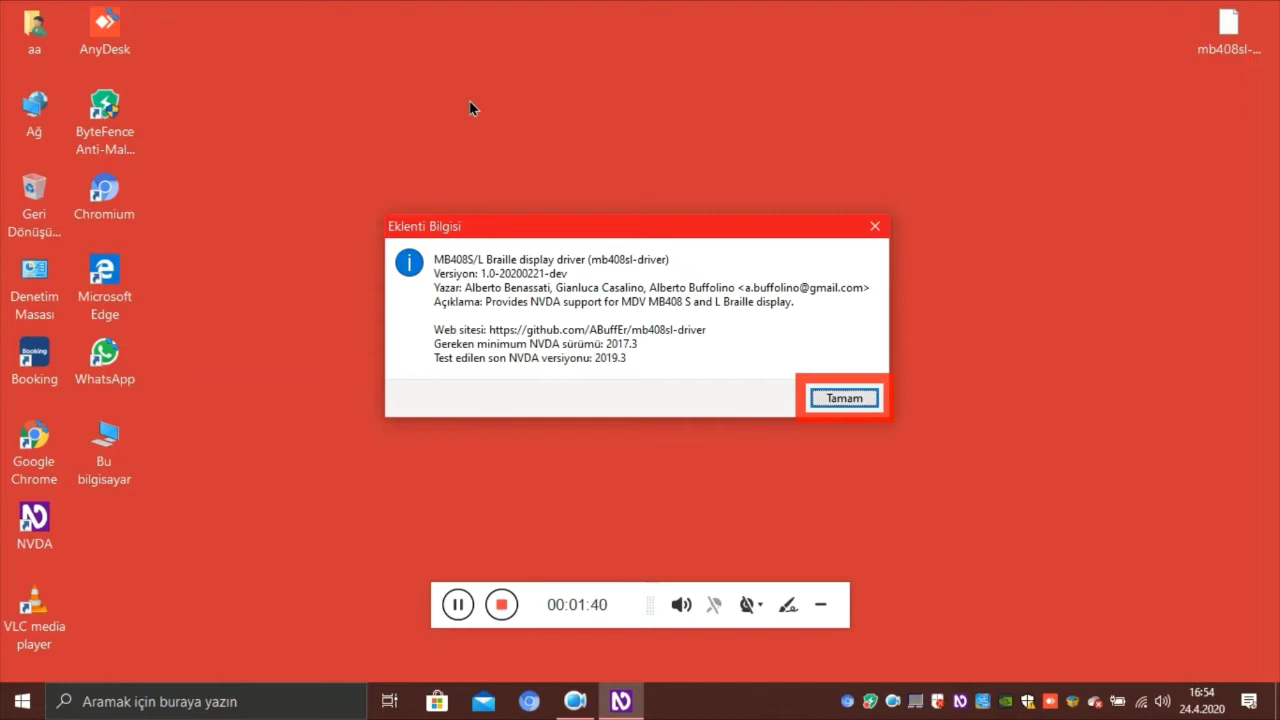 aa
AnyDesk
mb408sl-...
Ağ
ByteFence
Anti-Mal...
Geri
Dönüşü...
Chromium
Denetim
Masası
Microsoft
Edge
Booking
Booking
WhatsApp
Google
Chrome
Bu
bilgisayar
NVDA
VLC media
player
Eklenti Bilgisi
MB408S/L Braille display driver (mb408sl-driver)
Versiyon: 1.0-20200221-dev
Yazar: Alberto Benassati, Gianluca Casalino, Alberto Buffolino <a.buffolino@gmail.com>
Açıklama: Provides NVDA support for MDV MB408 S and L Braille display.
Web sitesi: https://github.com/ABuffEr/mb408sl-driver
Gereken minimum NVDA sürümü: 2017.3
Test edilen son NVDA versiyonu: 2019.3
Tamam
00:01:40
Aramak için buraya yazın
16:54
24.4.2020